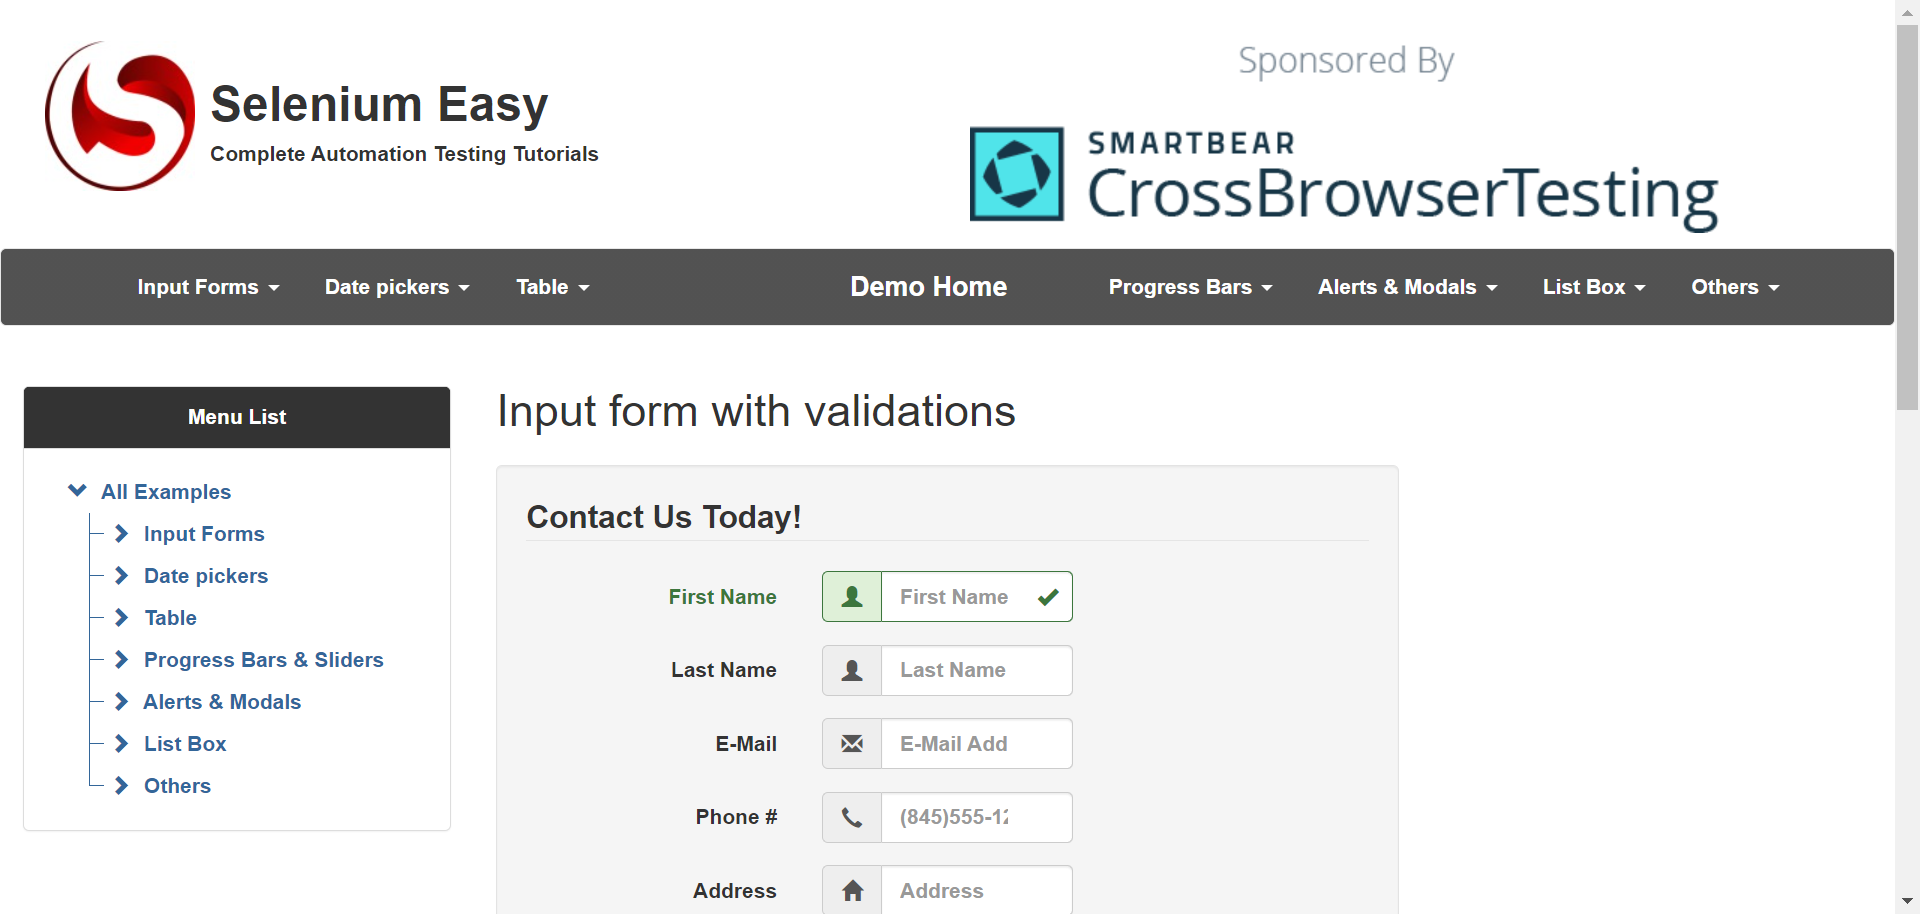 Selenium Easy
Complete Automation Testing Tutorials
Sponsored By
SMARTBEAR
CrossBrowserTesting
Input Forms Date pickers Table Demo Home Progress Bars Alerts & Modals List Box Others
Menu List
All Examples
Input Forms
Date pickers
Table
Progress Bars & Sliders
Alerts & Modals
List Box
Others
Input form with validations
Contact Us Today!
First Name First Name
Last Name Last Name
E-Mail E-Mail Add
Phone # (845)555-12
Address Address